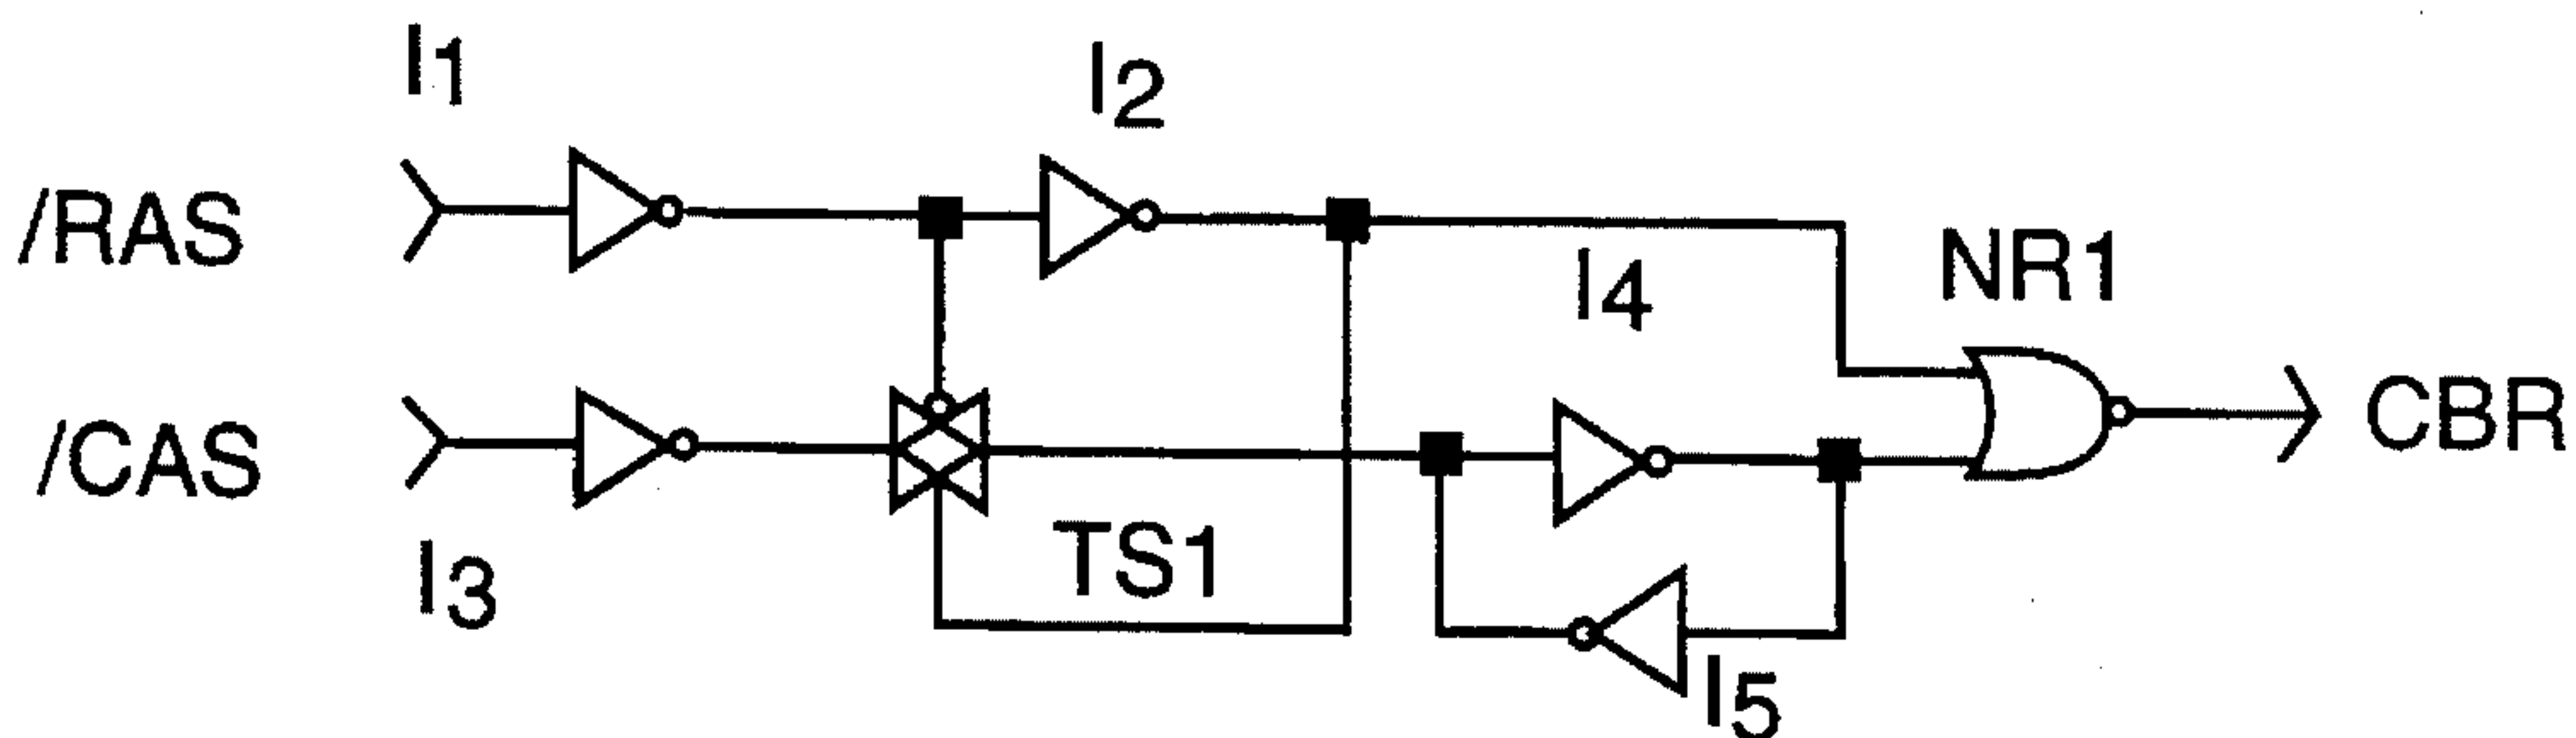 I1
I2
/RAS
I4
NR1
/CAS
CBR
TS1
I3
I5